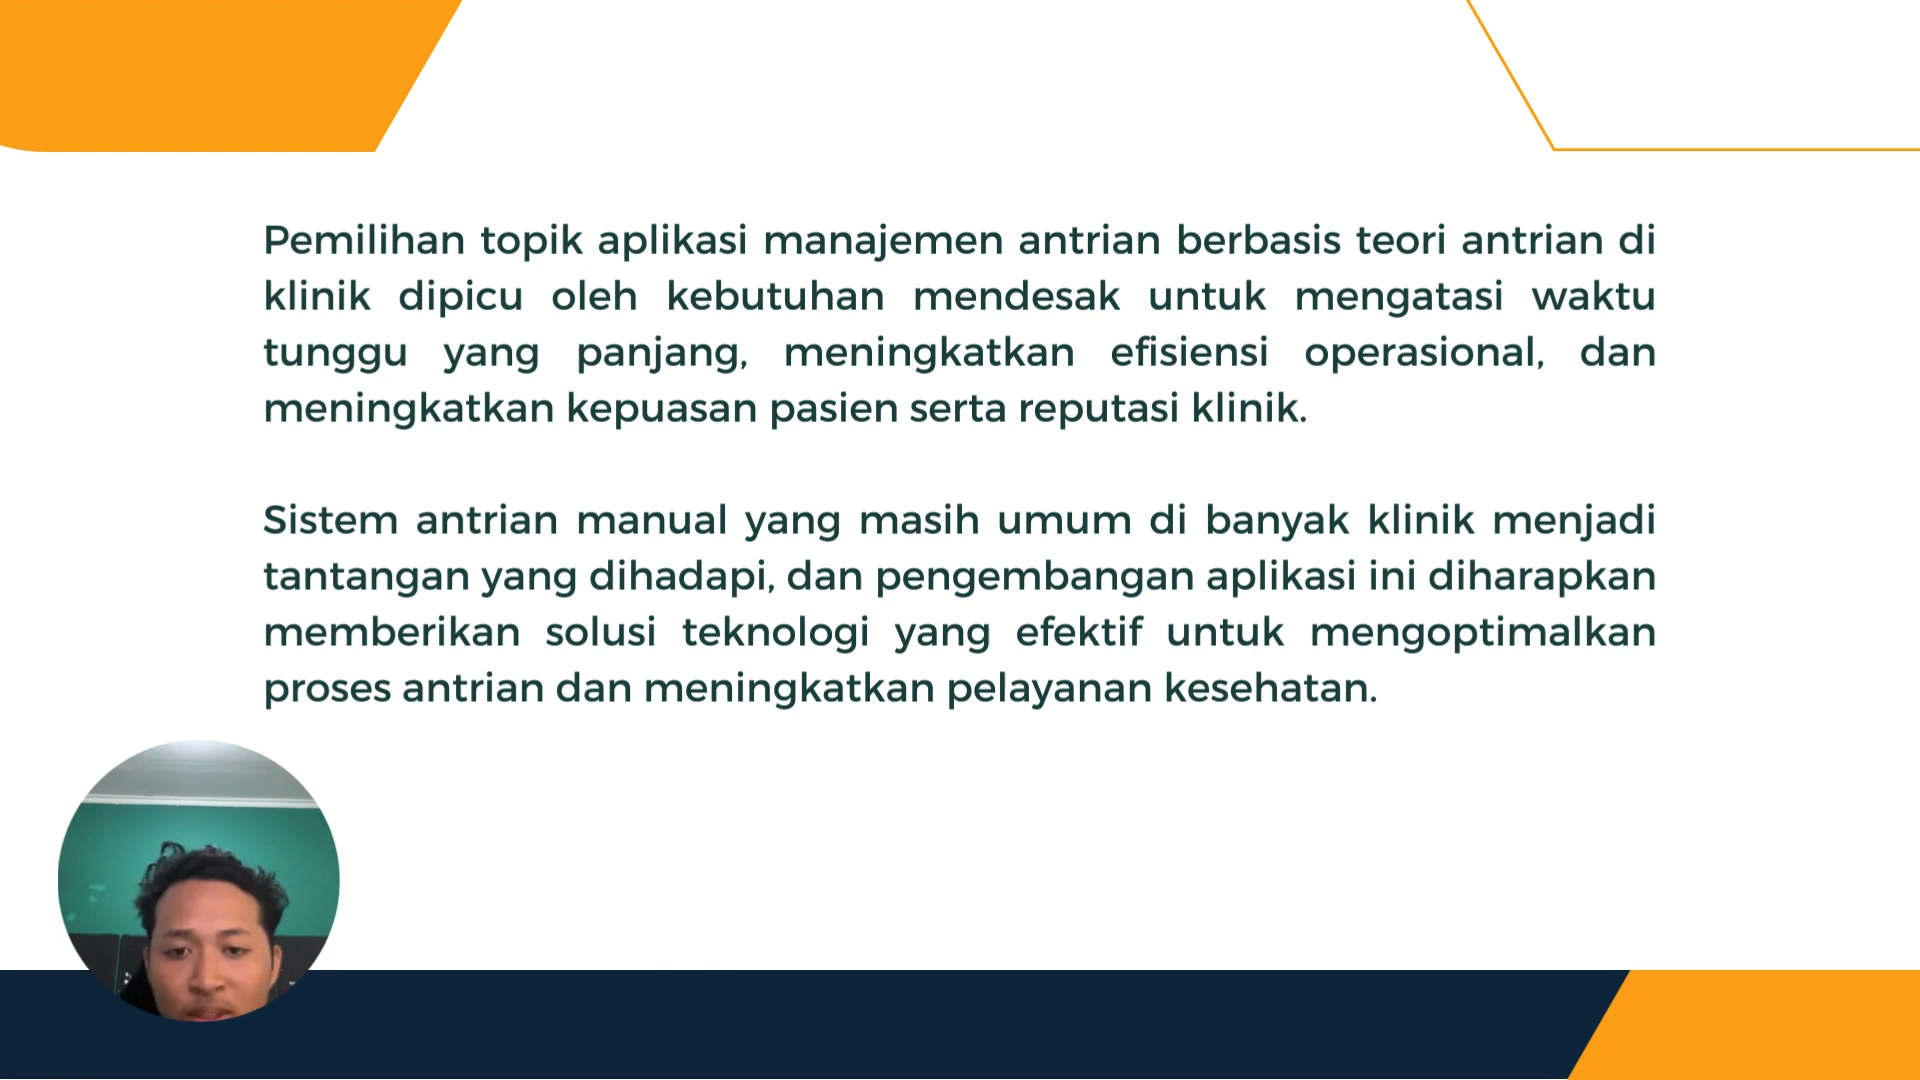 Pemilihan topik aplikasi manajemen antrian berbasis teori antrian di
klinik dipicu oleh kebutuhan mendesak untuk mengatasi waktu
tunggu yang panjang, meningkatkan efisiensi operasional, dan
meningkatkan kepuasan pasien serta reputasi klinik.
Sistem antrian manual yang masih umum di banyak klinik menjadi
tantangan yang dihadapi, dan pengembangan aplikasi ini diharapkan
memberikan solusi teknologi yang efektif untuk mengoptimalkan
proses antrian dan meningkatkan pelayanan kesehatan.